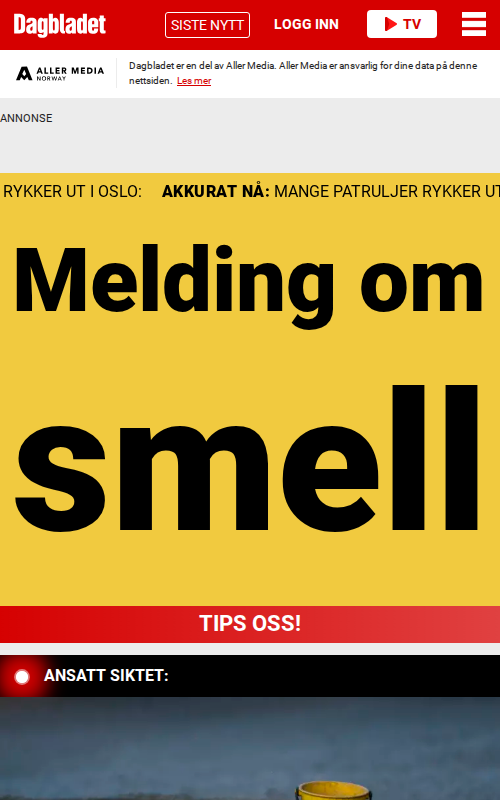 Dagbladet
SISTE NYTT
LOGG INN
TV
ALLER MEDIA
NORWAY
Dagbladet er en del av Aller Media. Aller Media er ansvarlig for dine data på denne
nettsiden. Les mer
ANNONSE
RYKKER UT I OSLO: AKKURAT NÅ: MANGE PATRULJER RYKKER UT
Melding om
smell
TIPS OSS!
ANSATT SIKTET: